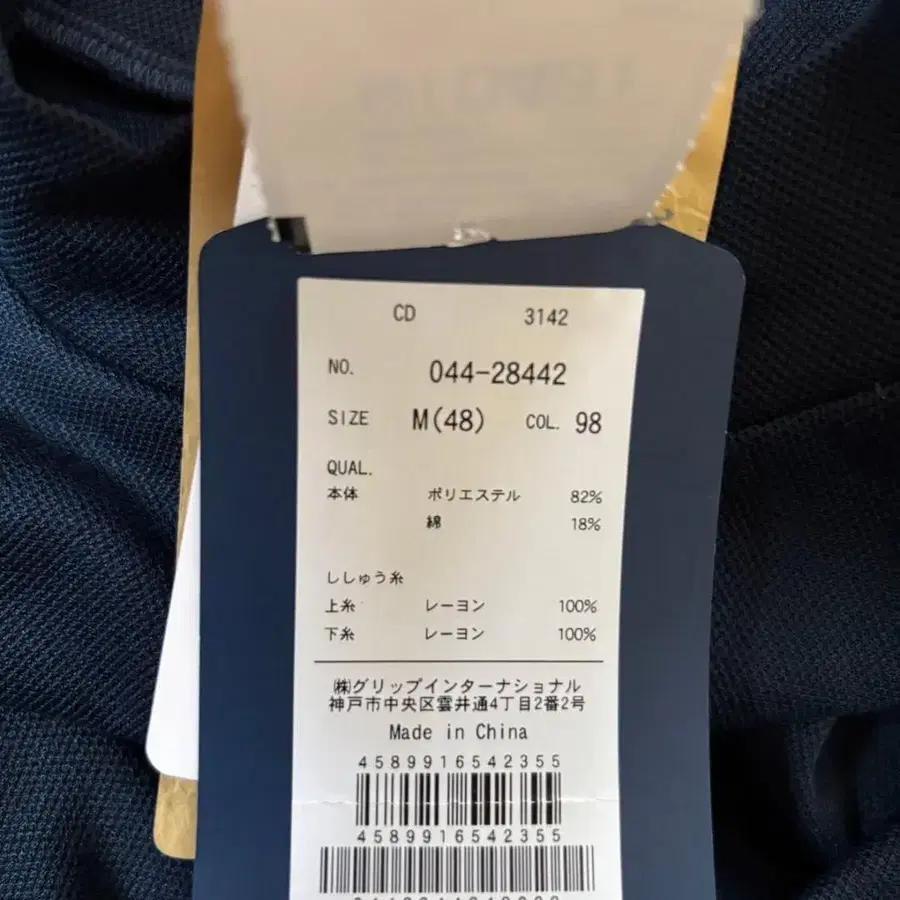 CD 3142
NO. 044-28442
SIZE M(48) COL. 98
QUAL.
本体 ポリエステル 82%
綿 18%
ししゅう糸
上糸 レーヨン 100%
下糸 レーヨン 100%
㈱グリップインターナショナル
神戸市中央区雲井通4丁目2番2号
Made in China
4589916542355
4589916542355